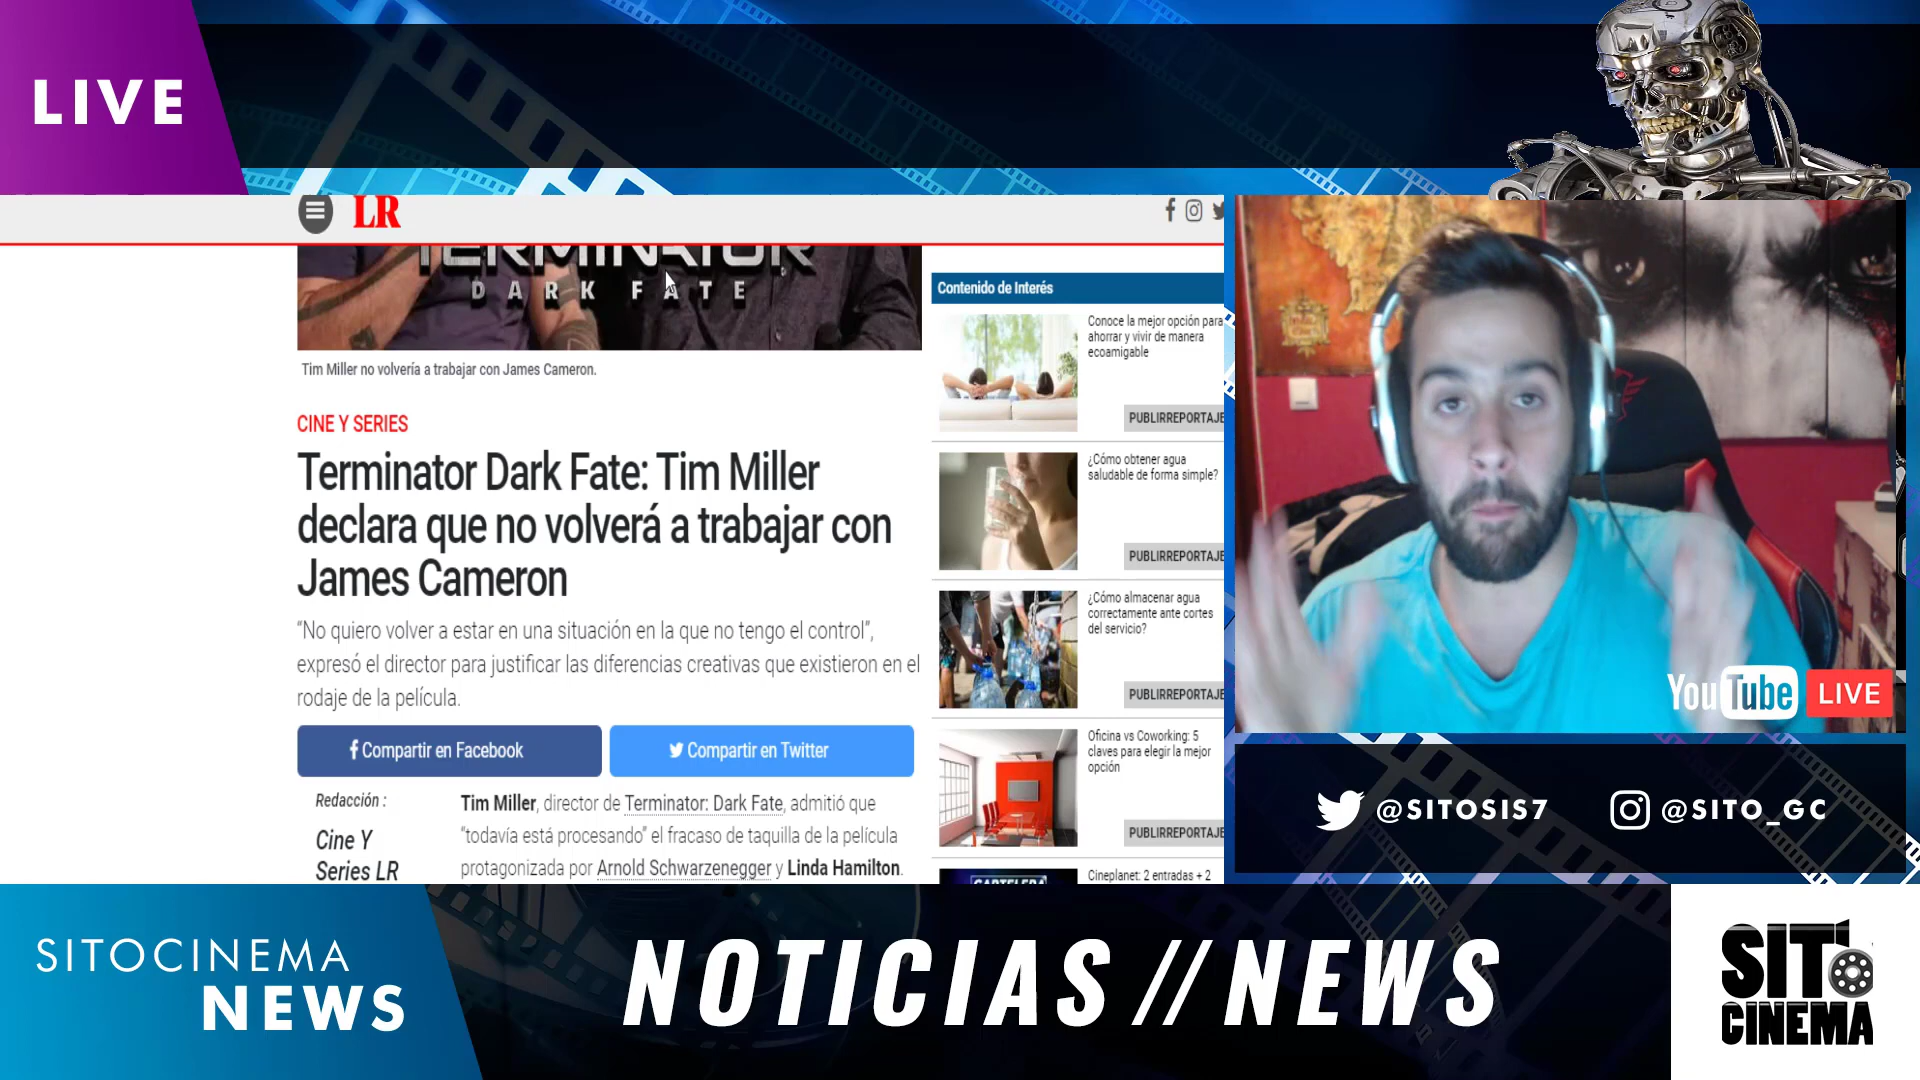 LIVE
LR
TERMINATOR
DARK FATE
Tim Miller no volvería a trabajar con James Cameron.
CINE Y SERIES
Terminator Dark Fate: Tim Miller
declara que no volverá a trabajar con
James Cameron
“No quiero volver a estar en una situación en la que no tengo el control”,
expresó el director para justificar las diferencias creativas que existieron en el
rodaje de la película.
Compartir en Facebook
Compartir en Twitter
Redacción :
Cine Y
Series LR
Tim Miller, director de Terminator: Dark Fate, admitió que
“todavía está procesando” el fracaso de taquilla de la película
protagonizada por Arnold Schwarzenegger y Linda Hamilton.
Contenido de Interés
Conoce la mejor opción para
ahorrar y vivir de manera
ecoamigable
PUBLIRREPORTAJE
¿Cómo obtener agua
saludable de forma simple?
PUBLIRREPORTAJE
¿Cómo almacenar agua
correctamente ante cortes
del servicio?
PUBLIRREPORTAJE
Oficina vs Coworking: 5
claves para elegir la mejor
opción
PUBLIRREPORTAJE
CARTELERA
Cineplanet: 2 entradas + 2
YouTube LIVE
@SITOSIS7
@SITO_GC
SITOCINEMA
NEWS
NOTICIAS // NEWS
SITO
CINEMA